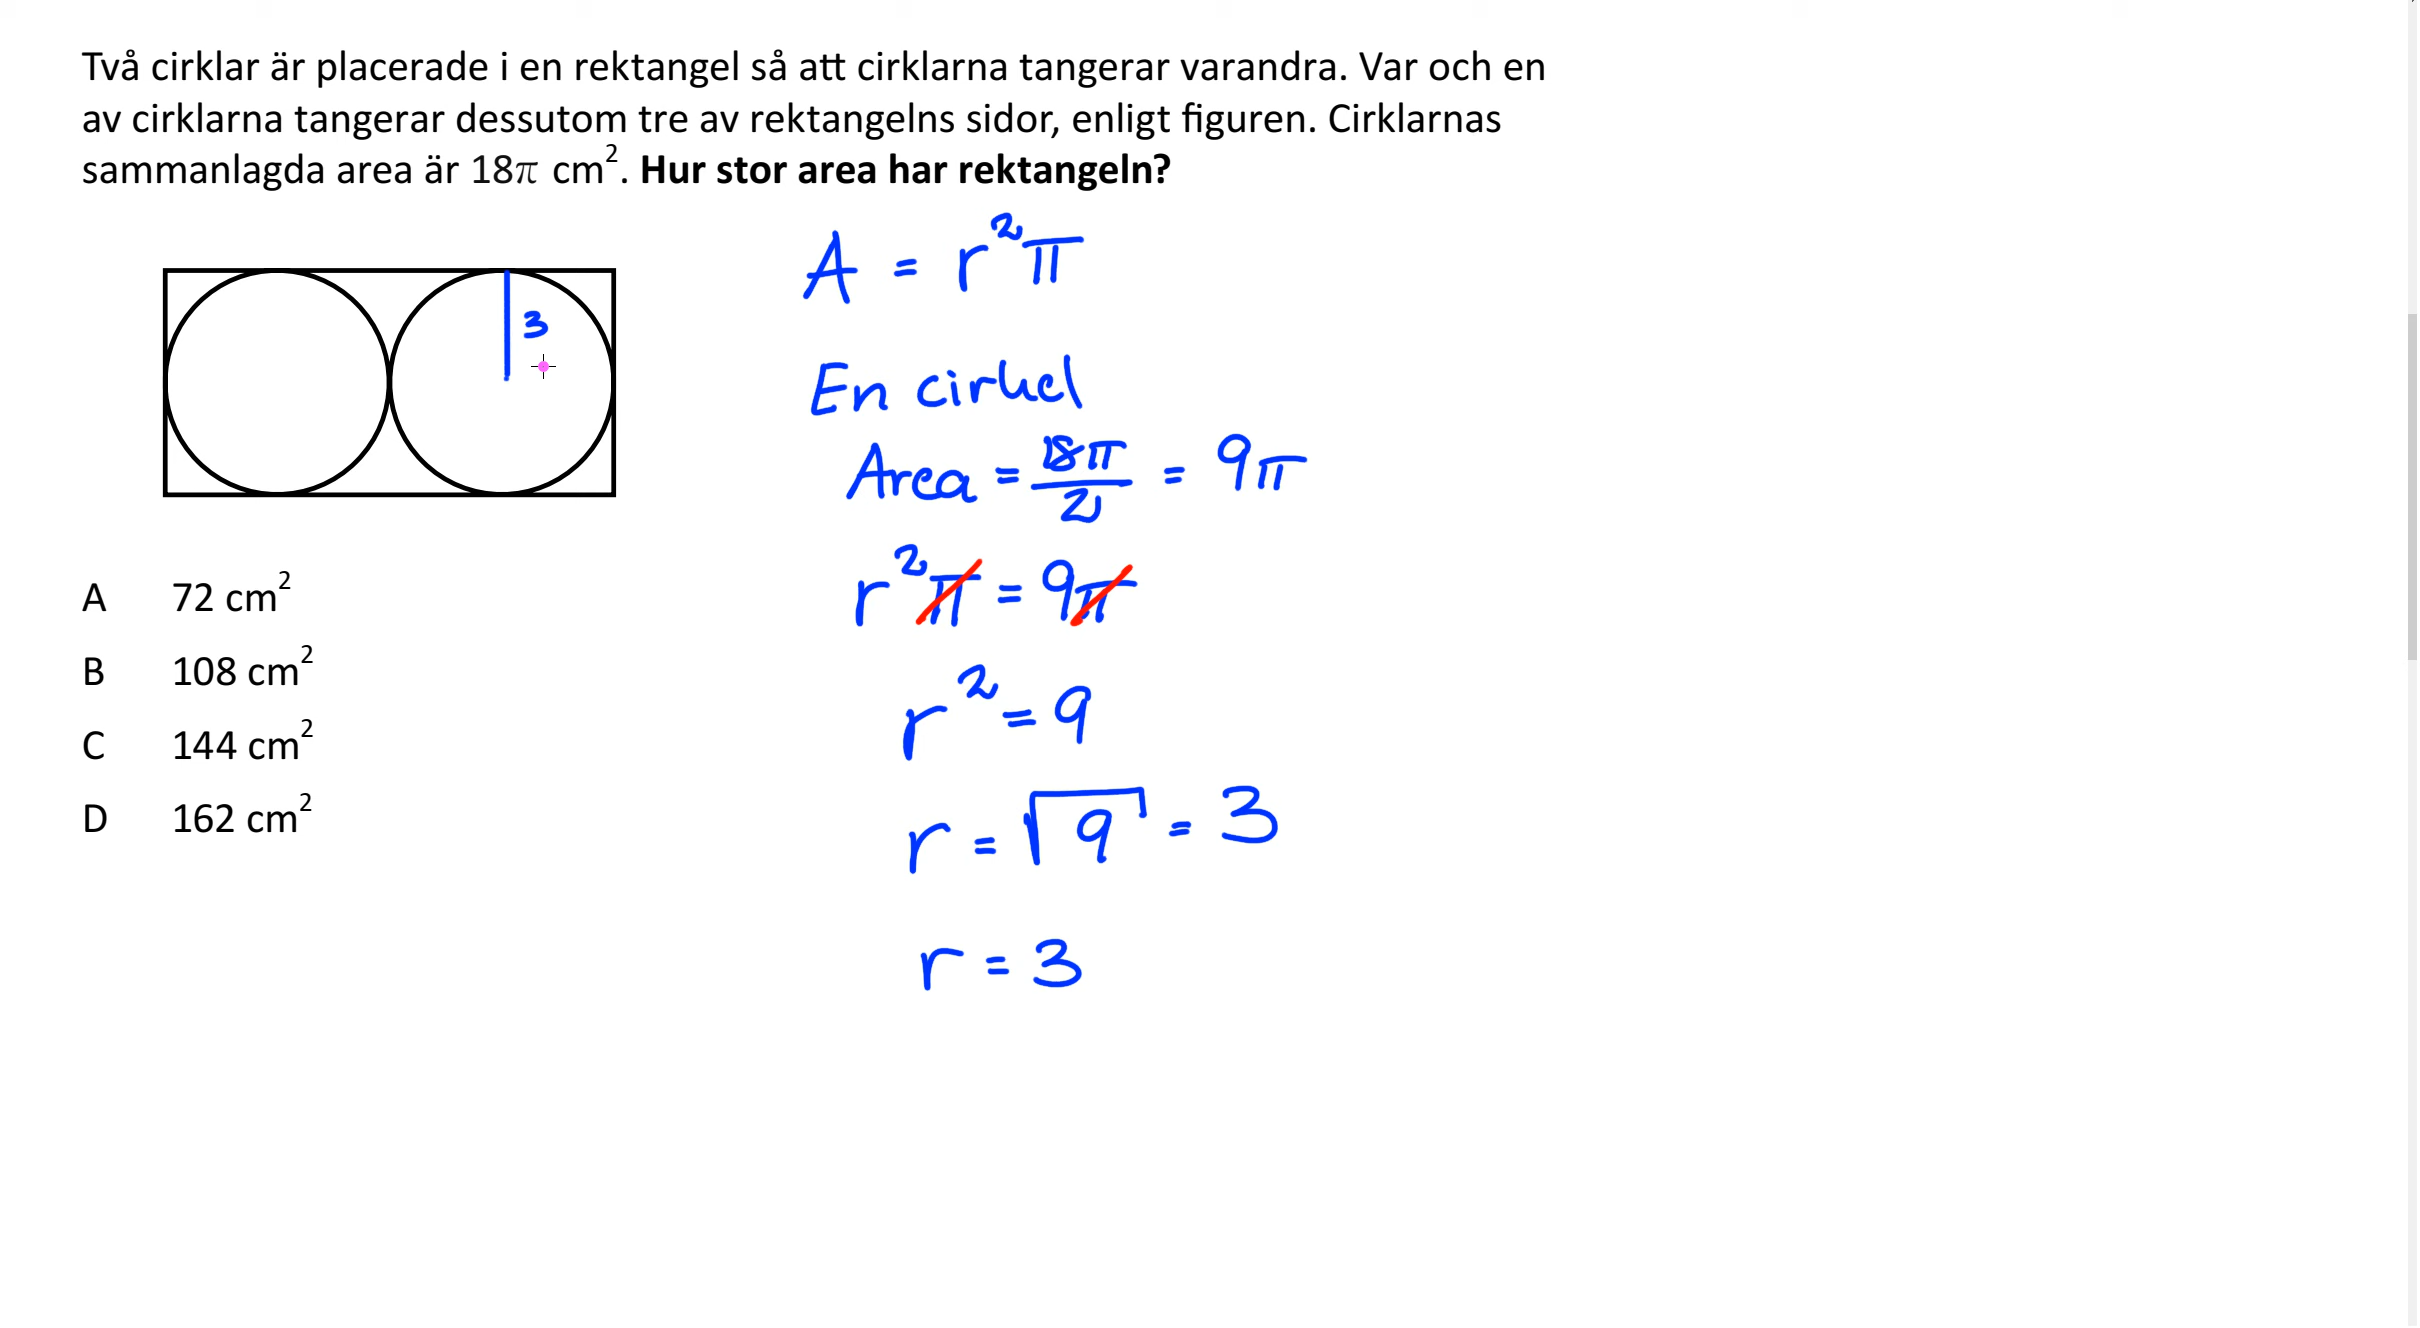 Två cirklar är placerade i en rektangel så att cirklarna tangerar varandra. Var och en
av cirklarna tangerar dessutom tre av rektangelns sidor, enligt figuren. Cirklarnas
sammanlagda area är 18π cm². Hur stor area har rektangeln?
3
A 72 cm²
B 108 cm²
C 144 cm²
D 162 cm²
A = r²π
En cirkel
Area = 18π/2 = 9π
r²π = 9π
r² = 9
r = √9 = 3
r = 3